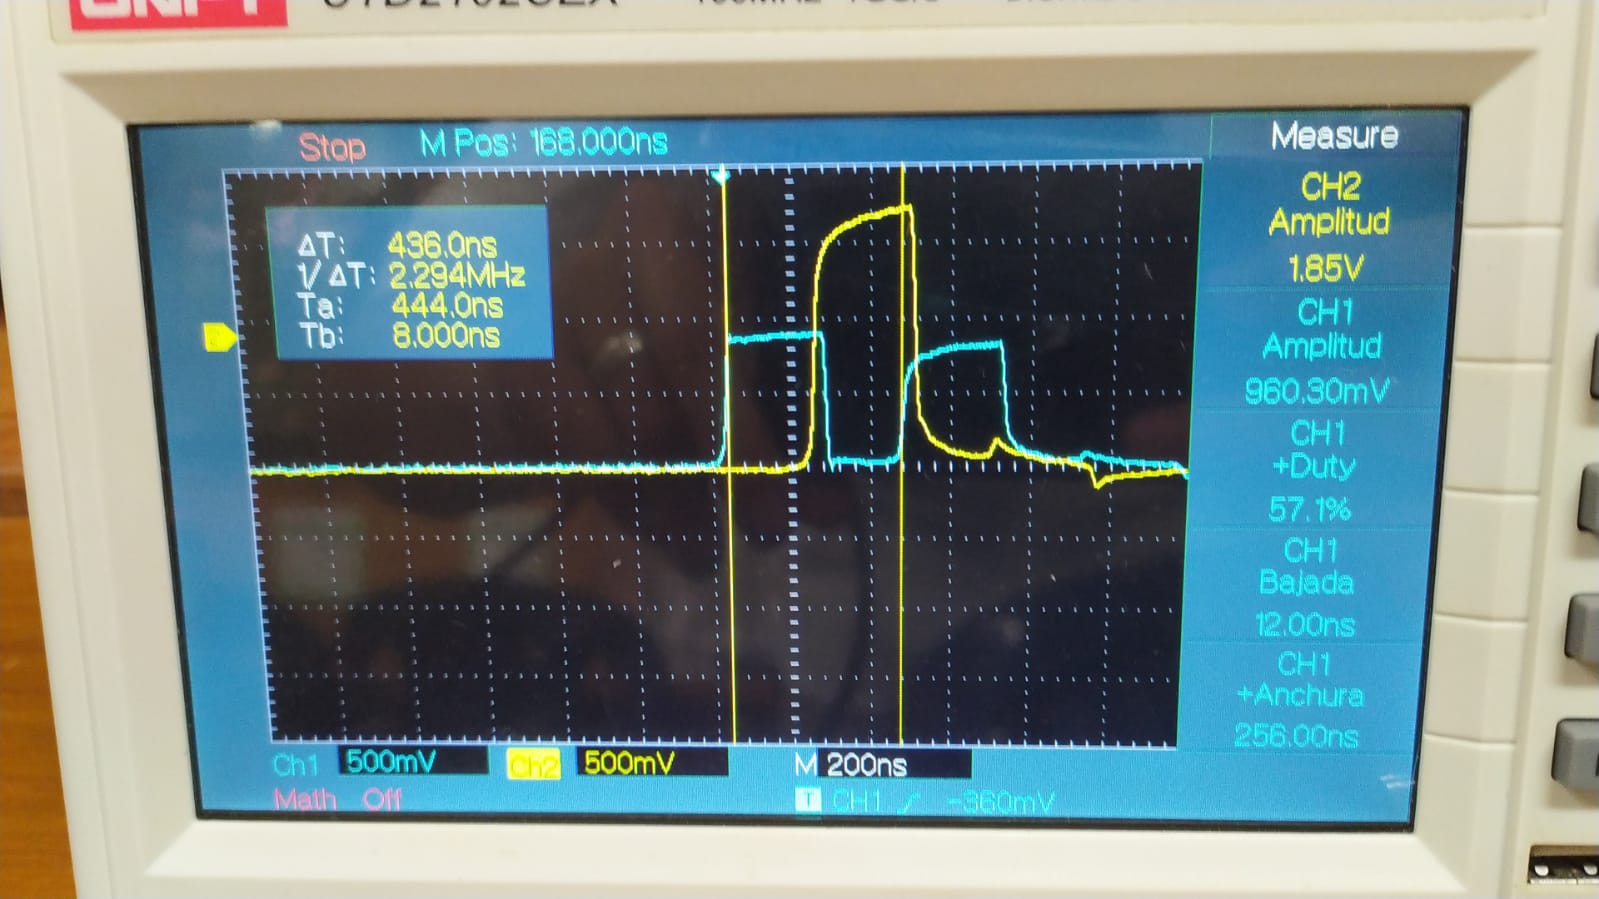 Stop M Pos: 168.000ns
Measure
ΔT: 436.0ns
1/ΔT: 2.294MHz
Ta: 444.0ns
Tb: 8.000ns
CH2
Amplitud
1.85V
CH1
Amplitud
960.30mV
CH1
+Duty
57.1%
CH1
Bajada
12.00ns
CH1
+Anchura
256.00ns
Ch1 500mV Ch2 500mV M 200ns
Math Off T CH1 -360mV